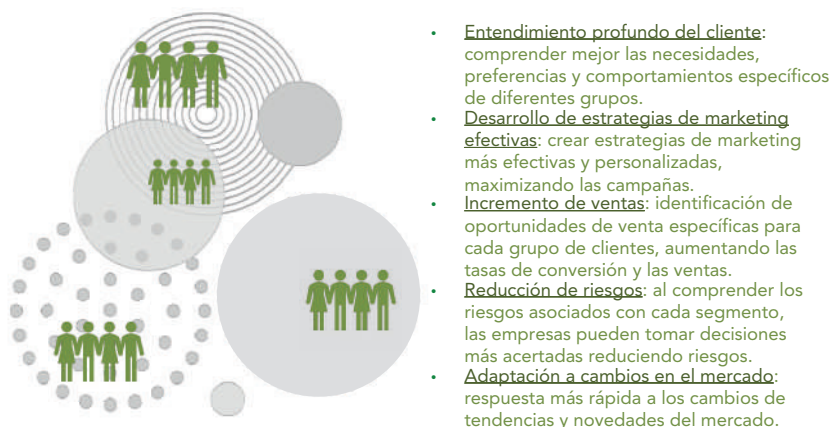 • Entendimiento profundo del cliente:
comprender mejor las necesidades,
preferencias y comportamientos específicos
de diferentes grupos.
• Desarrollo de estrategias de marketing
efectivas: crear estrategias de marketing
más efectivas y personalizadas,
maximizando las campañas.
• Incremento de ventas: identificación de
oportunidades de venta específicas para
cada grupo de clientes, aumentando las
tasas de conversión y las ventas.
• Reducción de riesgos: al comprender los
riesgos asociados con cada segmento,
las empresas pueden tomar decisiones
más acertadas reduciendo riesgos.
• Adaptación a cambios en el mercado:
respuesta más rápida a los cambios de
tendencias y novedades del mercado.